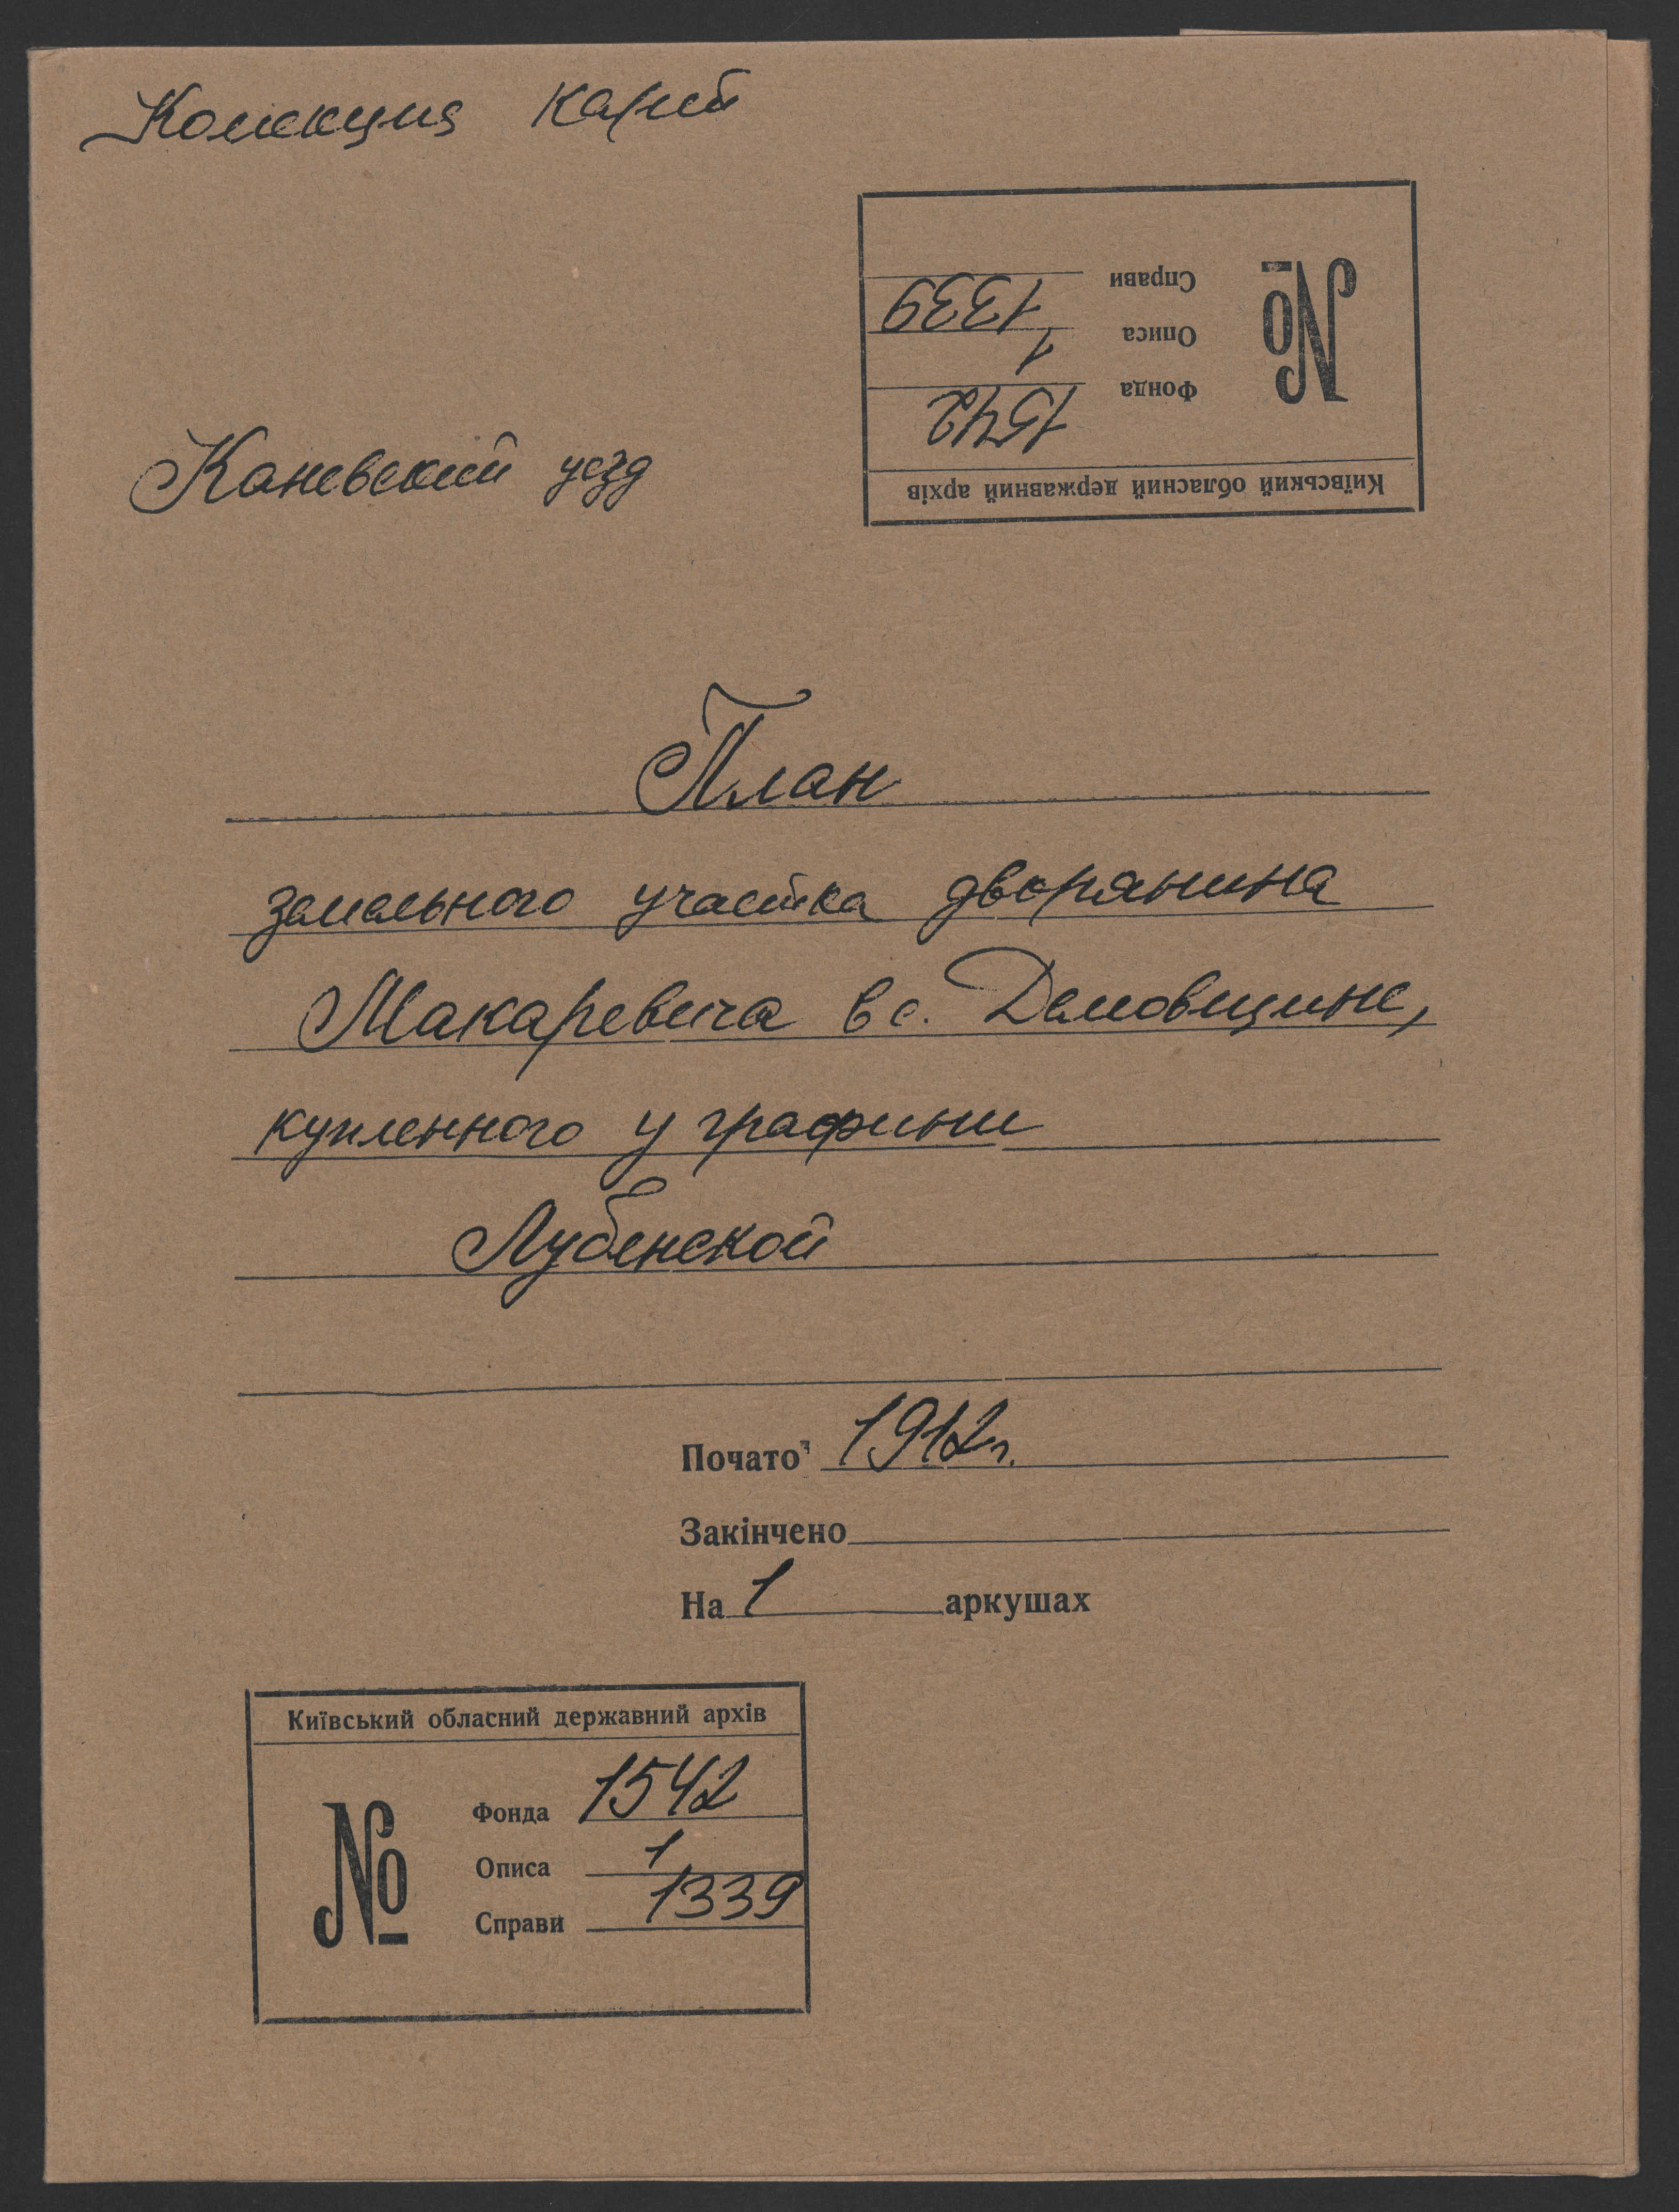 Колекция карт
Київський обласний державний архів
№
Фонда 1542
Описа 1
Справи 1339
Каневский уезд
План
земельного участка дворянина
Макаревича в с. Демовщине,
купленного у графини
Лубенской
Почато 1912 г.
Закінчено
На 1 аркушах
Київський обласний державний архів
№
Фонда 1542
Описа 1
Справи 1339